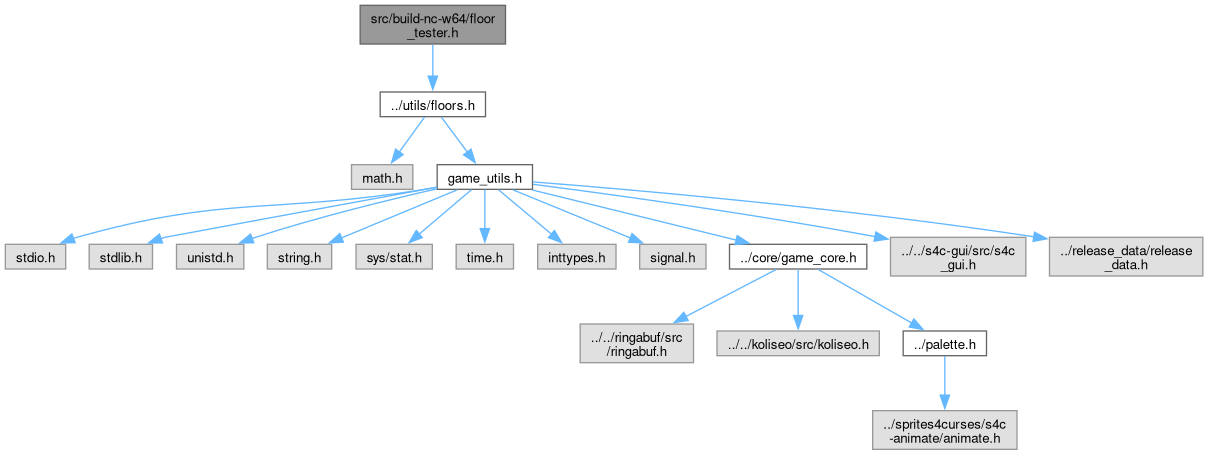 src/build-nc-w64/floor
_tester.h
../utils/floors.h
math.h
game_utils.h
stdio.h
stdlib.h
unistd.h
string.h
sys/stat.h
time.h
inttypes.h
signal.h
../core/game_core.h
../../s4c-gui/src/s4c
_gui.h
../release_data/release
_data.h
../../ringabuf/src
/ringabuf.h
../../koliseo/src/koliseo.h
../palette.h
../sprites4curses/s4c
-animate/animate.h